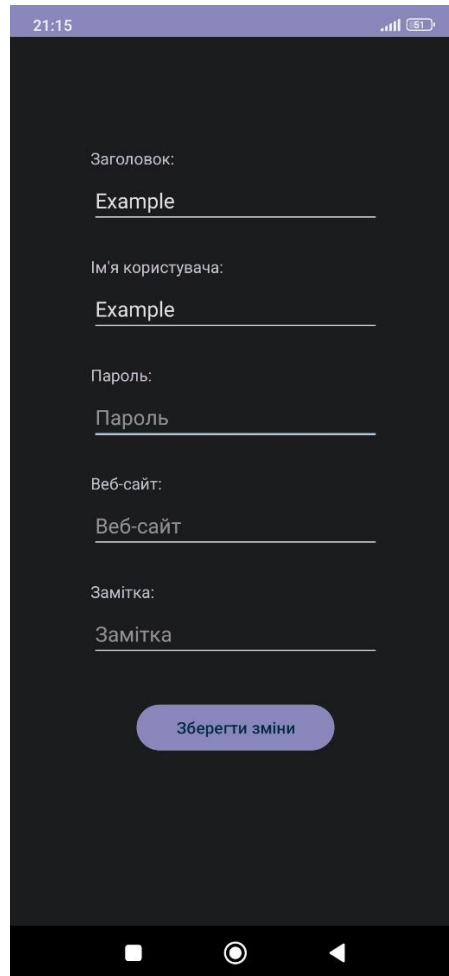 21:15
51
Заголовок:
Example
Ім'я користувача:
Example
Пароль:
Пароль
Веб-сайт:
Веб-сайт
Замітка:
Замітка
Зберегти зміни